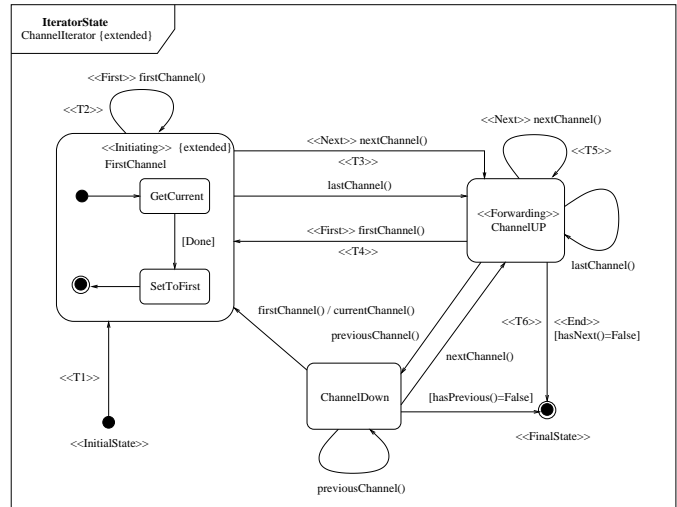 IteratorState
ChannelIterator {extended}
<<First>> firstChannel()
<<T2>>
<<Next>> nextChannel()
<<T5>>
<<Initiating>> {extended}
FirstChannel
<<Next>> nextChannel()
<<T3>>
GetCurrent
lastChannel()
<<Forwarding>>
ChannelUP
[Done]
<<First>> firstChannel()
<<T4>>
lastChannel()
SetToFirst
firstChannel() / currentChannel()
<<T6>>
<<End>>
[hasNext()=False]
previousChannel()
nextChannel()
<<T1>>
ChannelDown
[hasPrevious()=False]
<<InitialState>>
<<FinalState>>
previousChannel()